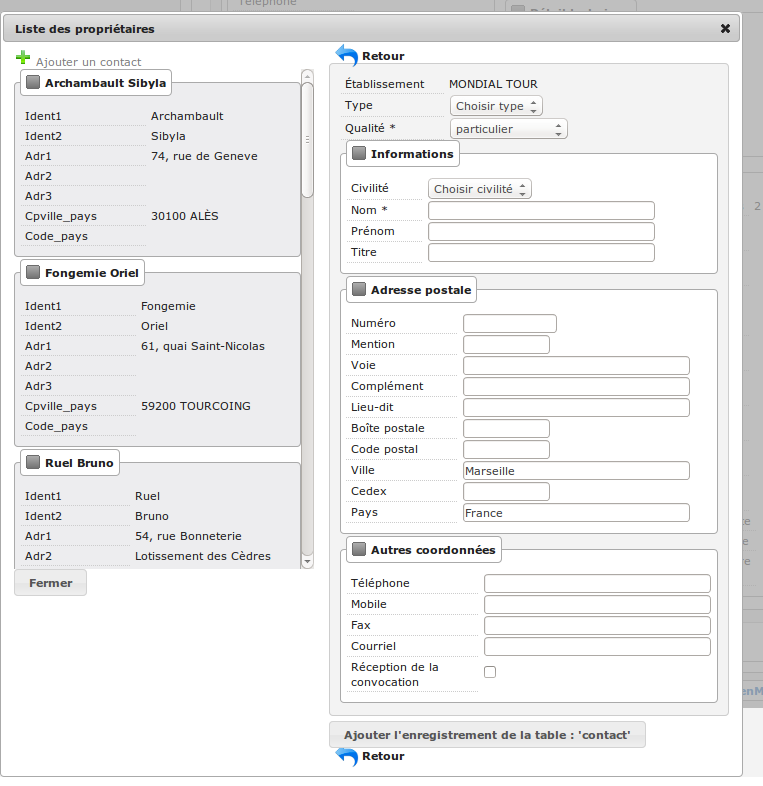 Téléphone
Liste des propriétaires
Ajouter un contact
Archambault Sibyla
Ident1 Archambault
Ident2 Sibyla
Adr1 74, rue de Geneve
Adr2
Adr3
Cpville_pays 30100 ALÈS
Code_pays
Fongemie Oriel
Ident1 Fongemie
Ident2 Oriel
Adr1 61, quai Saint-Nicolas
Adr2
Adr3
Cpville_pays 59200 TOURCOING
Code_pays
Ruel Bruno
Ident1 Ruel
Ident2 Bruno
Adr1 54, rue Bonneterie
Adr2 Lotissement des Cèdres
Fermer
Retour
Établissement MONDIAL TOUR
Type Choisir type
Qualité * particulier
Informations
Civilité Choisir civilité
Nom *
Prénom
Titre
Adresse postale
Numéro
Mention
Voie
Complément
Lieu-dit
Boîte postale
Code postal
Ville Marseille
Cedex
Pays France
Autres coordonnées
Téléphone
Mobile
Fax
Courriel
Réception de la
convocation
Ajouter l'enregistrement de la table : 'contact'
Retour
2